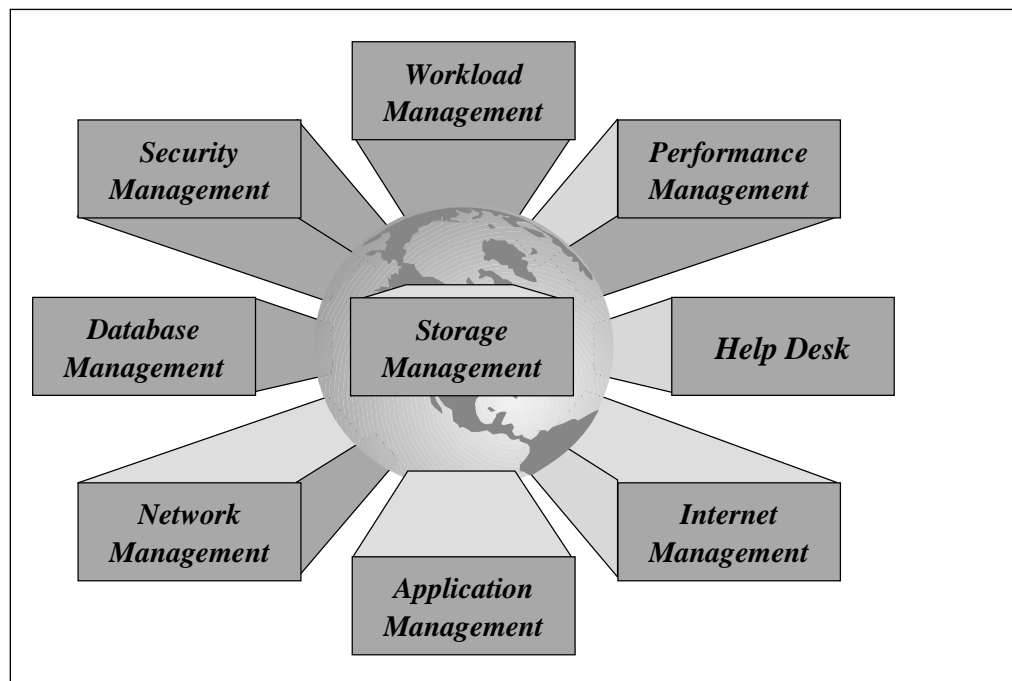 Workload
Management
Security
Management
Performance
Management
Database
Management
Storage
Management
Help Desk
Network
Management
Internet
Management
Application
Management